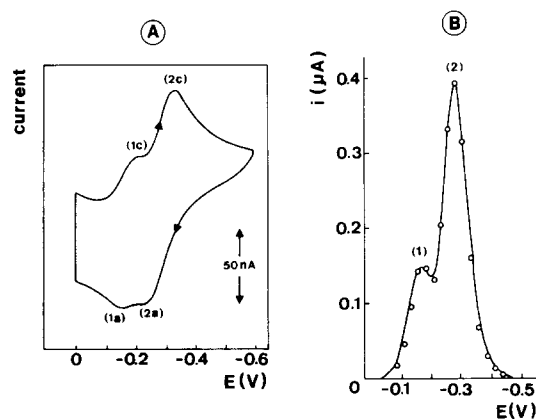 A
current
(2c)
(1c)
50 nA
(1a)
(2a)
0 -0.2 -0.4 -0.6
E (V)
B
i (μA)
(2)
0.4
0.3
0.2
(1)
0.1
0
-0.1 -0.3 -0.5
E (V)